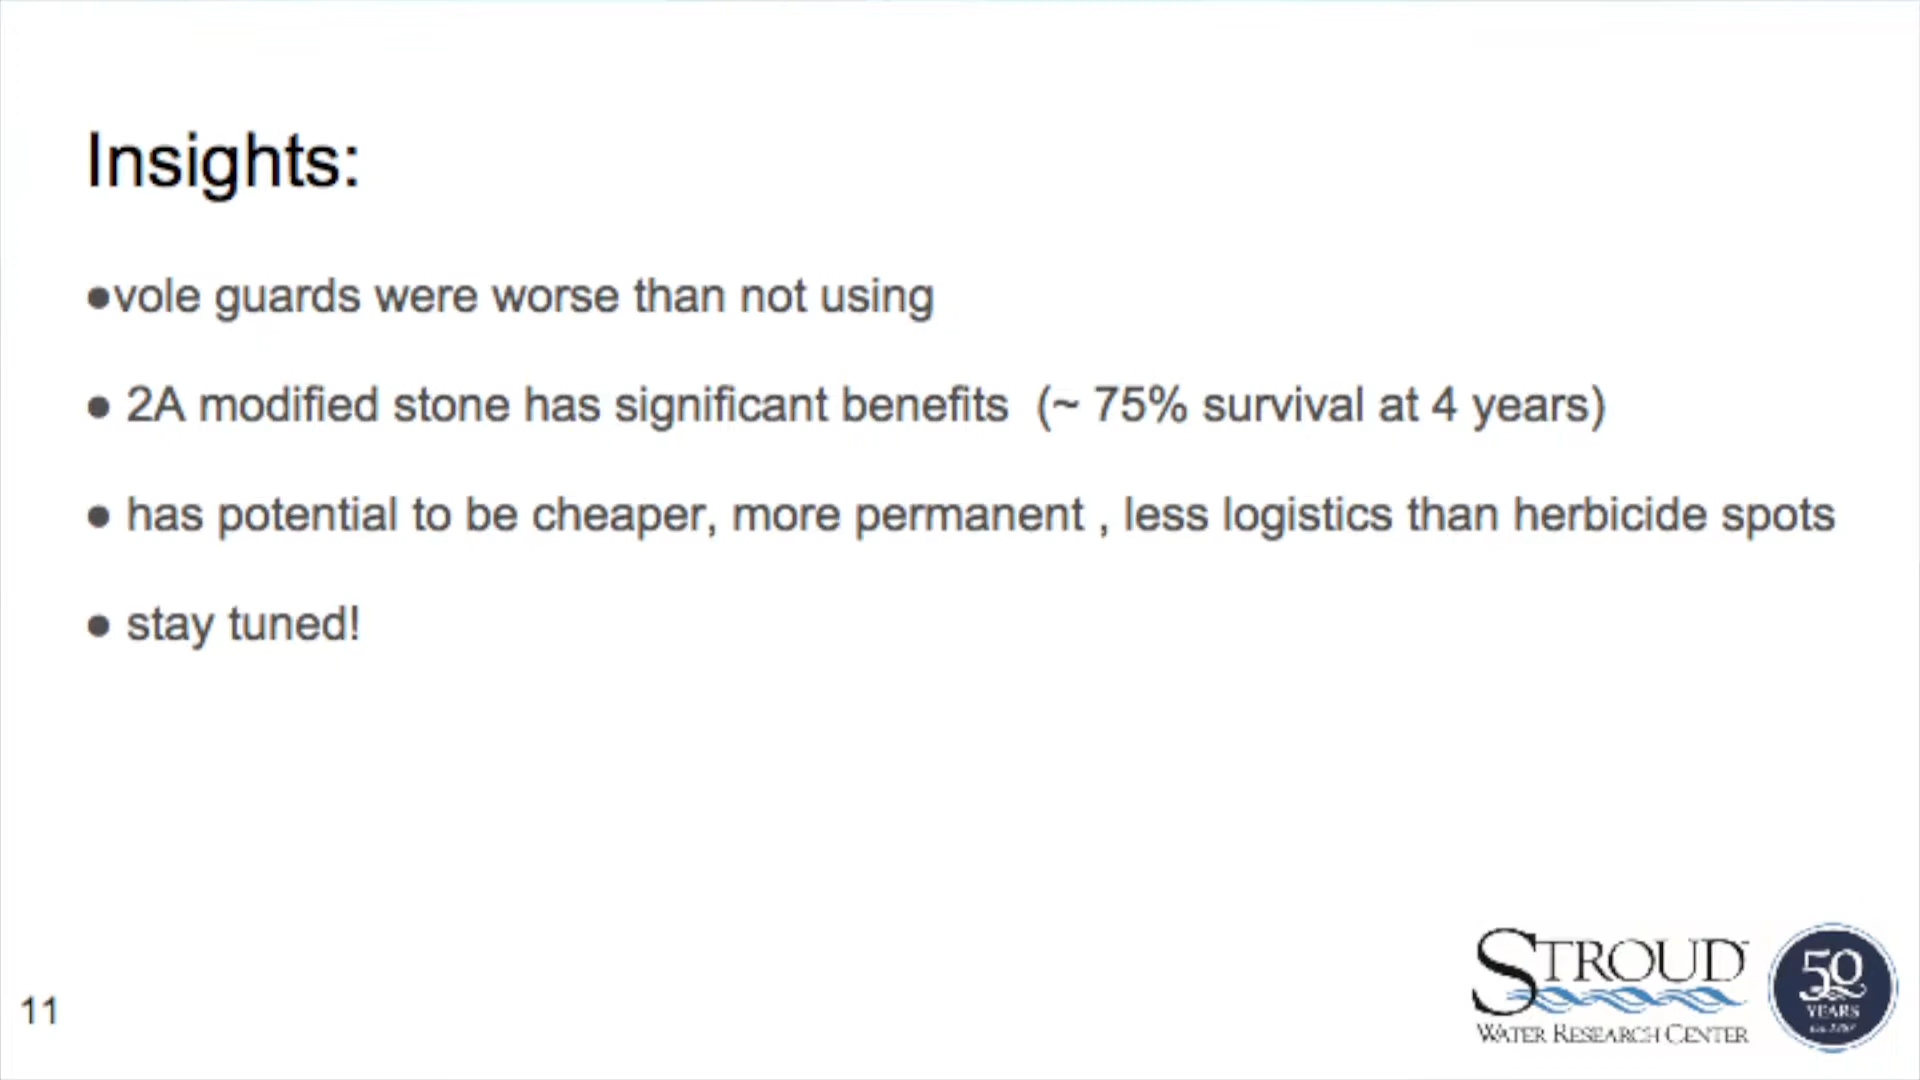 Insights:
●vole guards were worse than not using
● 2A modified stone has significant benefits (~ 75% survival at 4 years)
● has potential to be cheaper, more permanent , less logistics than herbicide spots
● stay tuned!
STROUD
WATER RESEARCH CENTER
50
YEARS
11